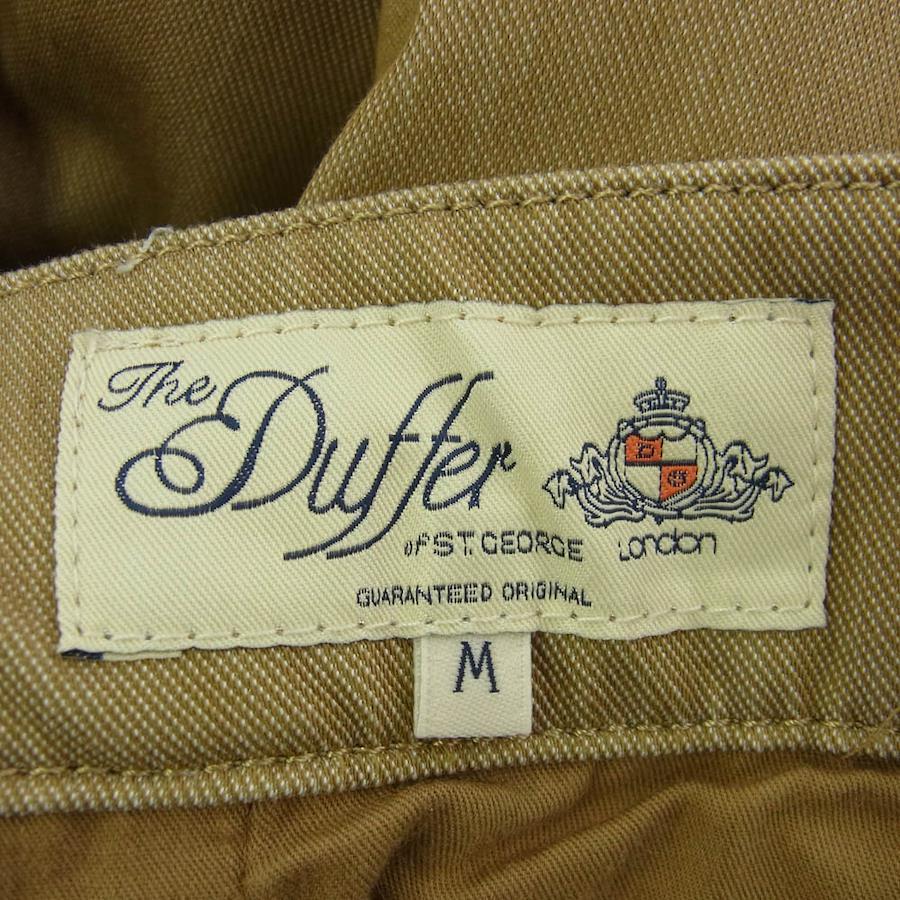 The Duffer
OF ST. GEORGE
D
G
London
GUARANTEED ORIGINAL
M